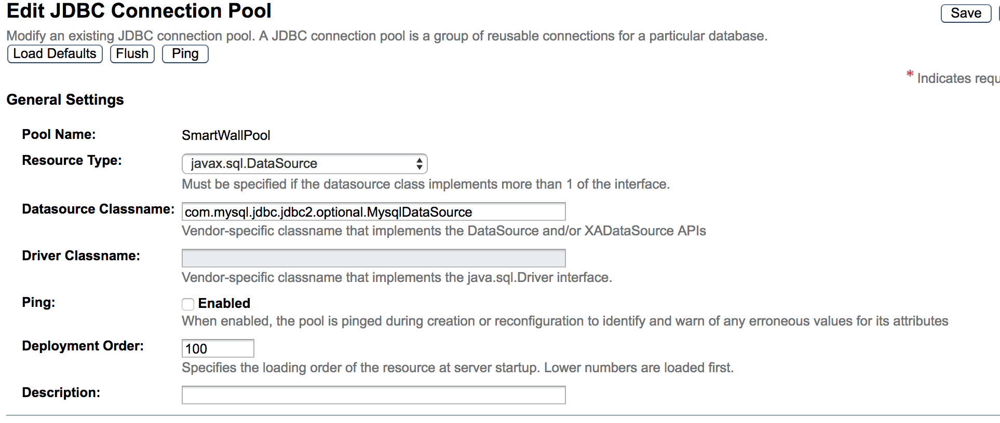 Edit JDBC Connection Pool
Save
Modify an existing JDBC connection pool. A JDBC connection pool is a group of reusable connections for a particular database.
Load Defaults Flush Ping
* Indicates requ
General Settings
Pool Name: SmartWallPool
Resource Type: javax.sql.DataSource
Must be specified if the datasource class implements more than 1 of the interface.
Datasource Classname: com.mysql.jdbc.jdbc2.optional.MysqlDataSource
Vendor-specific classname that implements the DataSource and/or XADataSource APIs
Driver Classname:
Vendor-specific classname that implements the java.sql.Driver interface.
Ping: Enabled
When enabled, the pool is pinged during creation or reconfiguration to identify and warn of any erroneous values for its attributes
Deployment Order: 100
Specifies the loading order of the resource at server startup. Lower numbers are loaded first.
Description: